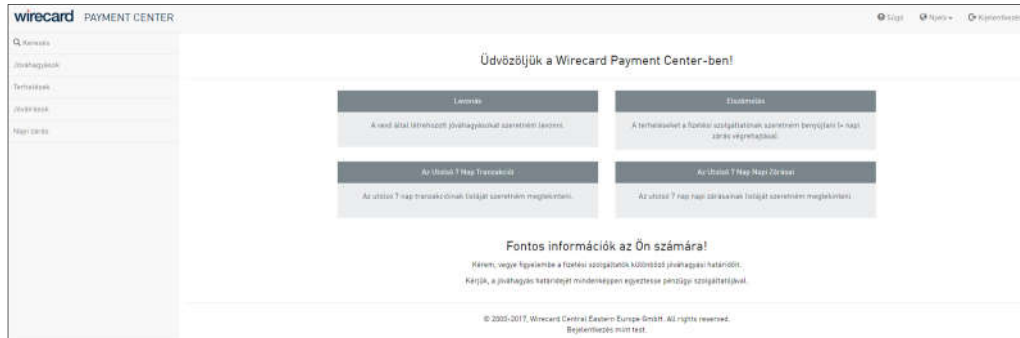 wirecard PAYMENT CENTER
Súgó Nyelv Kijelentkezés
Keresés
Jóváhagyások
Terhelések
Jóváírások
Napi zárás
Üdvözöljük a Wirecard Payment Center-ben!
Levonás
A rend által létrehozott jóváhagyásokat szeretném levonni.
Elszámolás
A terheléseket a fizetési szolgáltatónak szeretném benyújtani (= napi
zárás végrehajtása).
Az Utolsó 7 Nap Tranzakciói
Az utolsó 7 nap tranzakcióinak listáját szeretném megtekinteni.
Az Utolsó 7 Nap Napi Zárásai
Az utolsó 7 nap napi zárásainak listáját szeretném megtekinteni.
Fontos információk az Ön számára!
Kérem, vegye figyelembe a fizetési szolgáltatók különböző jóváhagyási határidőit.
Kérjük, a jóváhagyás határidejét mindenképpen egyeztesse pénzügyi szolgáltatójával.
© 2005-2017, Wirecard Central Eastern Europe GmbH. All rights reserved.
Bejelentkezés mint test.